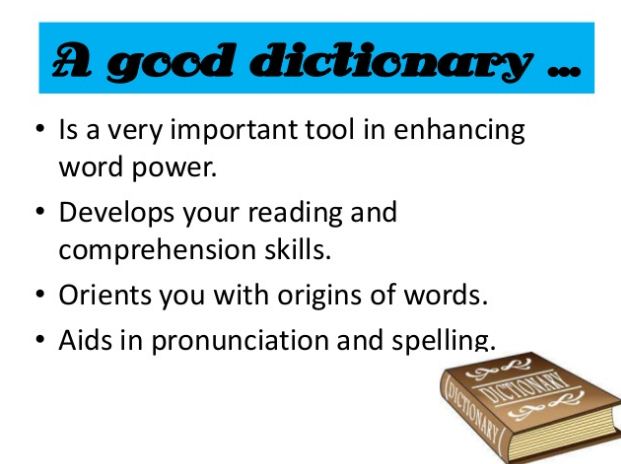 A good dictionary ...
• Is a very important tool in enhancing
word power.
• Develops your reading and
comprehension skills.
• Orients you with origins of words.
• Aids in pronunciation and spelling.
DICTIONARY
DICTIONARY